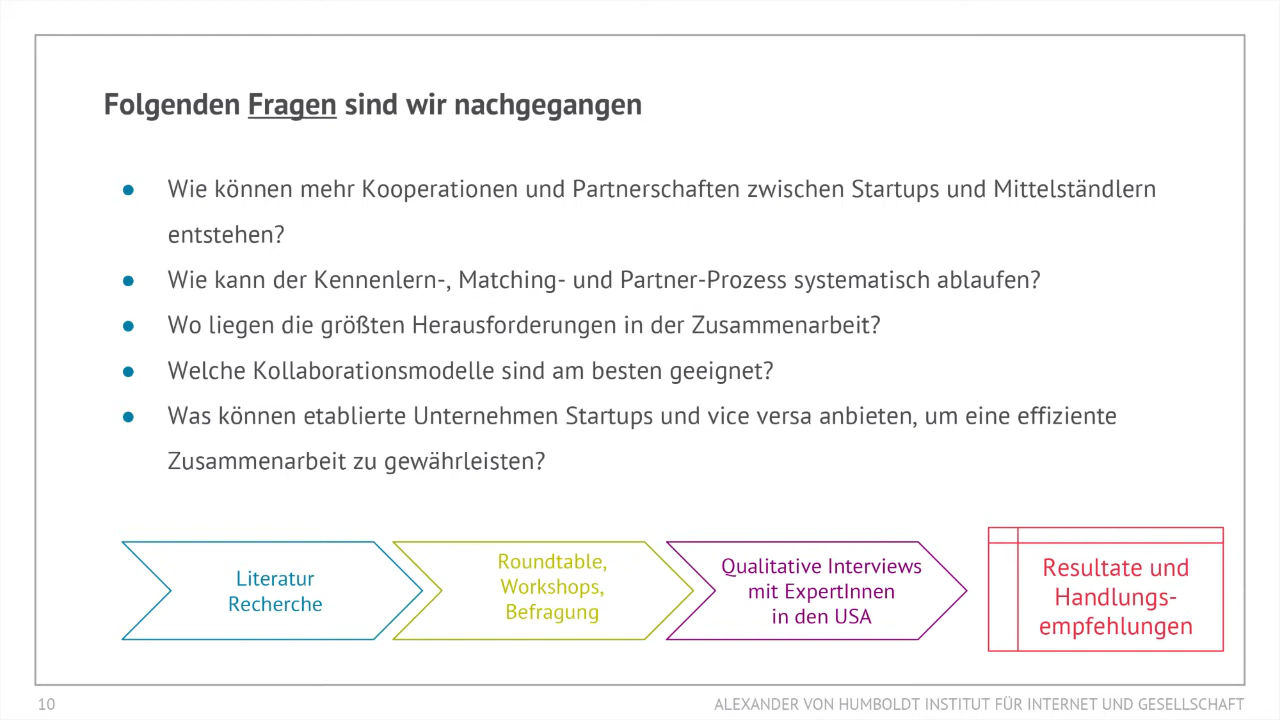 Folgenden Fragen sind wir nachgegangen
● Wie können mehr Kooperationen und Partnerschaften zwischen Startups und Mittelständlern
entstehen?
● Wie kann der Kennenlern-, Matching- und Partner-Prozess systematisch ablaufen?
● Wo liegen die größten Herausforderungen in der Zusammenarbeit?
● Welche Kollaborationsmodelle sind am besten geeignet?
● Was können etablierte Unternehmen Startups und vice versa anbieten, um eine effiziente
Zusammenarbeit zu gewährleisten?
Literatur
Recherche
Roundtable,
Workshops,
Befragung
Qualitative Interviews
mit ExpertInnen
in den USA
Resultate und
Handlungs-
empfehlungen
10
ALEXANDER VON HUMBOLDT INSTITUT FÜR INTERNET UND GESELLSCHAFT